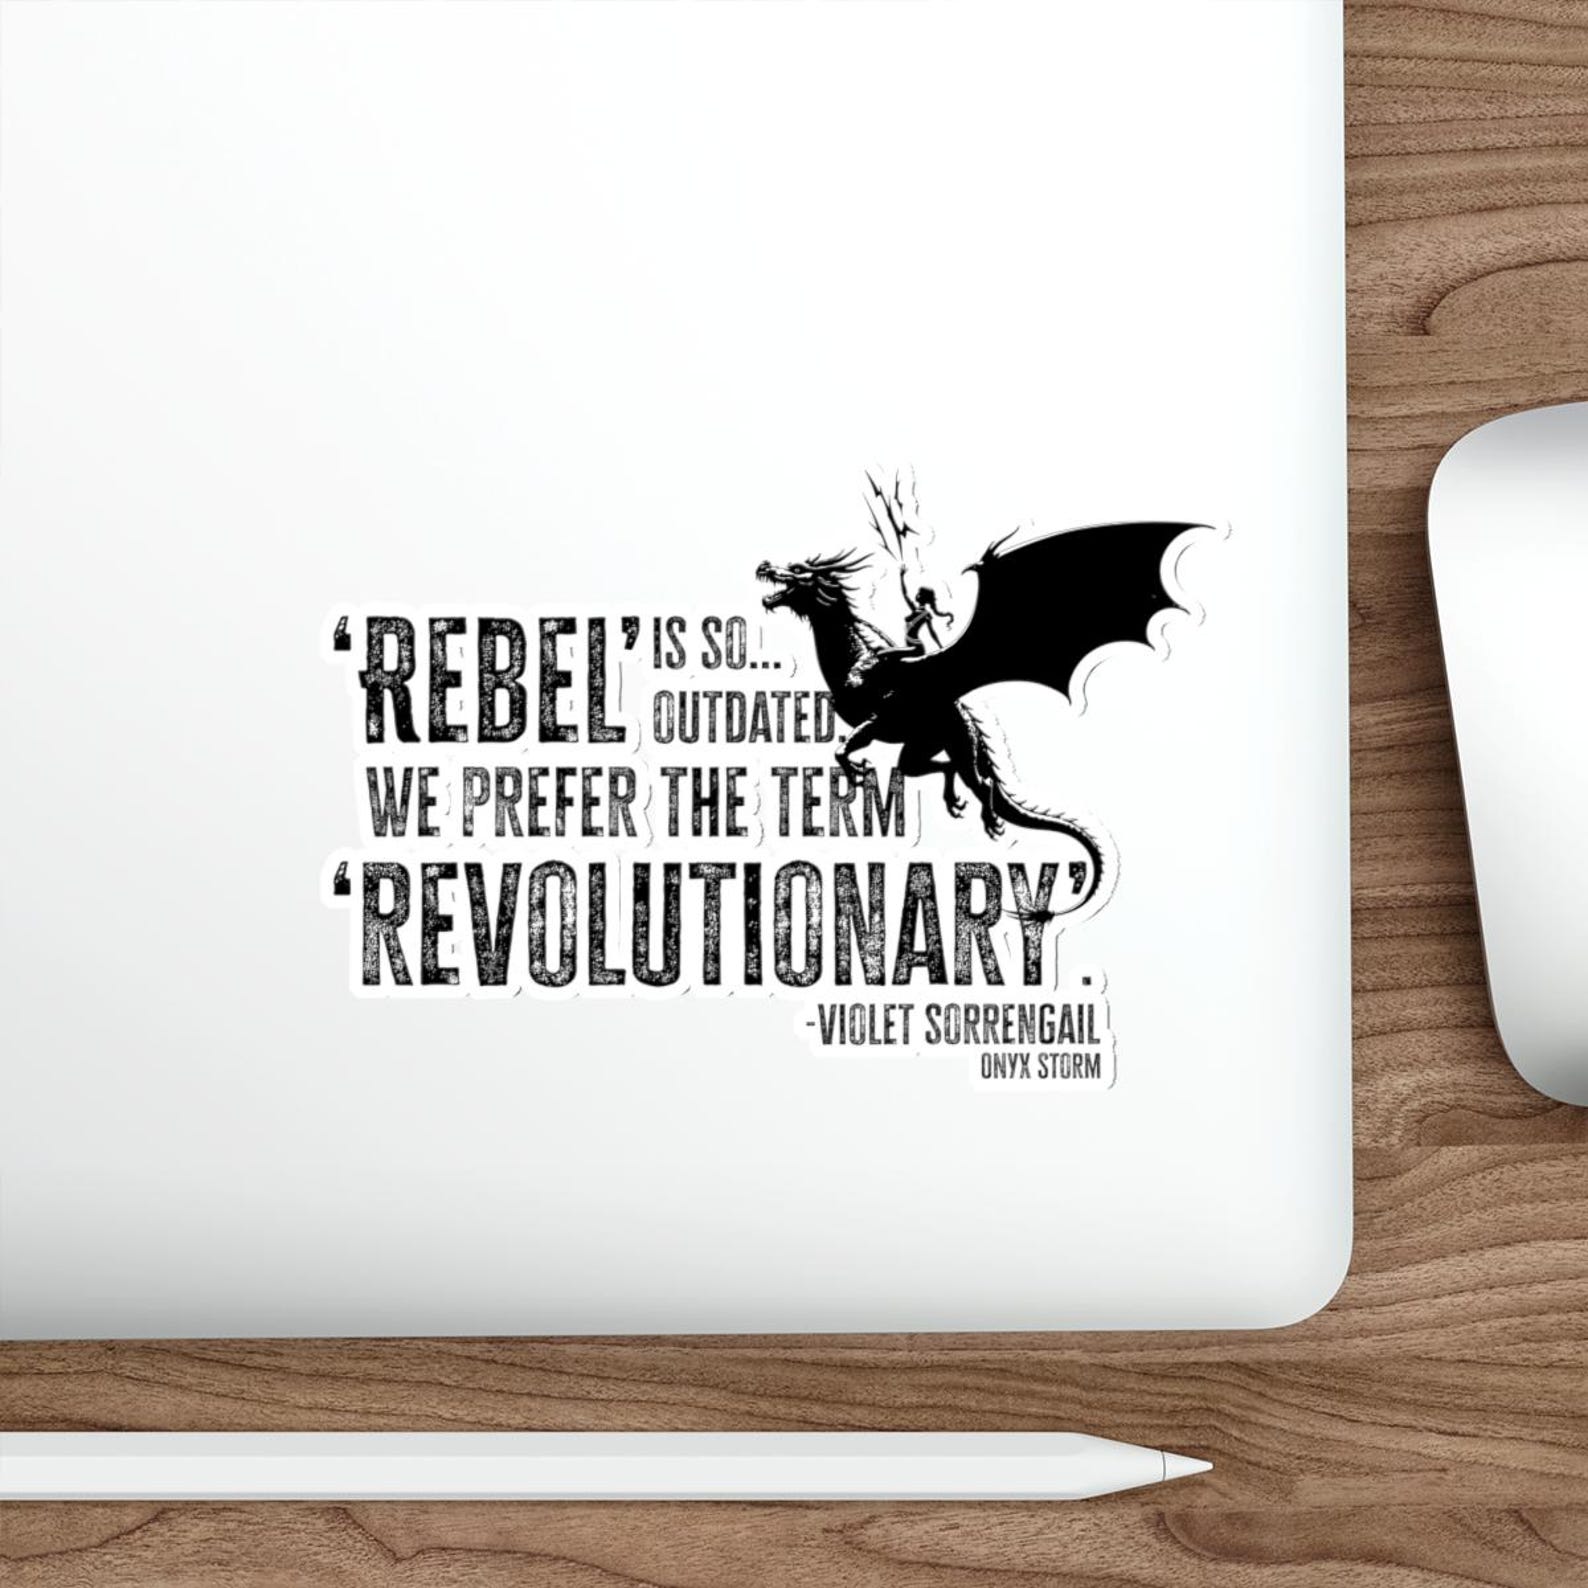 ‘REBEL’ IS SO...
OUTDATED.
WE PREFER THE TERM
‘REVOLUTIONARY’.
-VIOLET SORRENGAIL
ONYX STORM